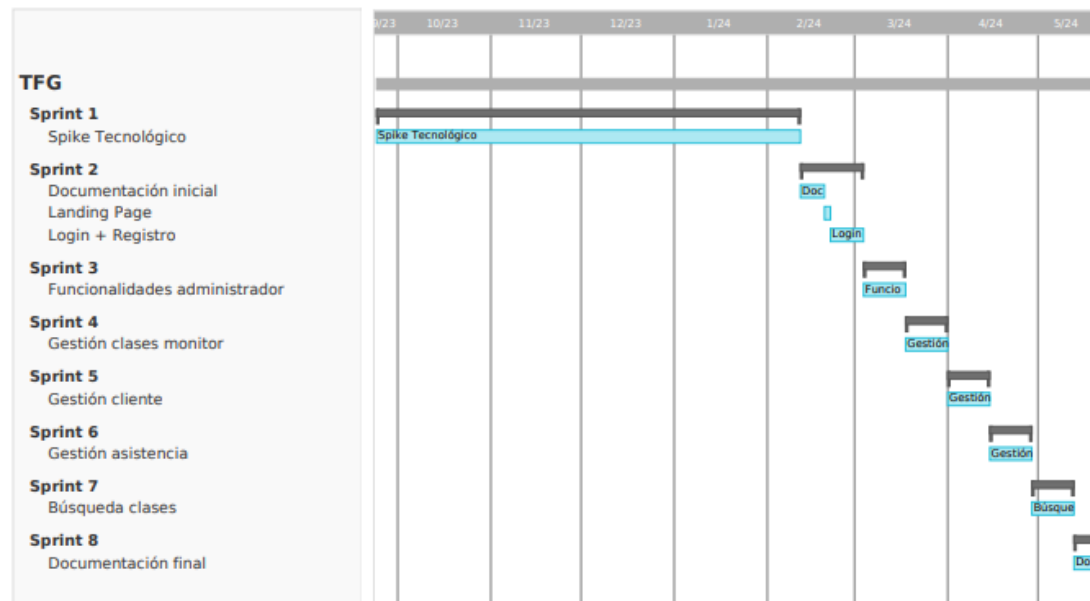 9/23 10/23 11/23 12/23 1/24 2/24 3/24 4/24 5/24
TFG
Sprint 1
Spike Tecnológico Spike Tecnológico
Sprint 2
Documentación inicial Doc
Landing Page
Login + Registro Login
Sprint 3
Funcionalidades administrador Funcio
Sprint 4
Gestión clases monitor Gestión
Sprint 5
Gestión cliente Gestión
Sprint 6
Gestión asistencia Gestión
Sprint 7
Búsqueda clases Búsque
Sprint 8
Documentación final Do